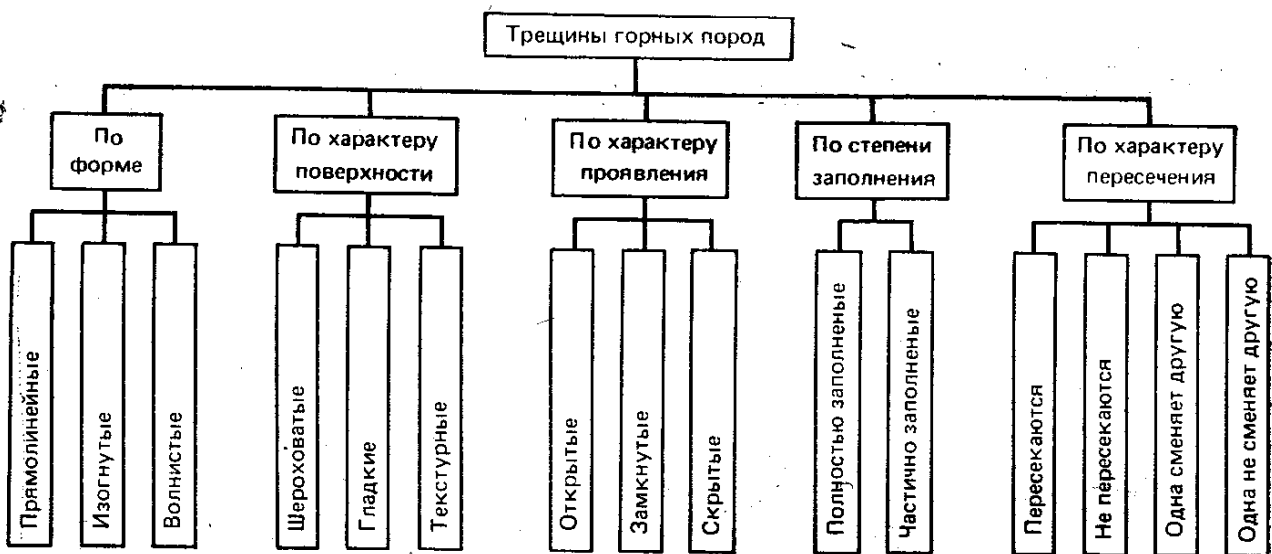 Трещины горных пород
По
форме
По характеру
поверхности
По характеру
проявления
По степени
заполнения
По характеру
пересечения
Прямолинейные
Изогнутые
Волнистые
Шероховатые
Гладкие
Текстурные
Открытые
Замкнутые
Скрытые
Полностью заполненые
Частично заполненые
Пересекаются
Не пересекаются
Одна сменяет другую
Одна не сменяет другую